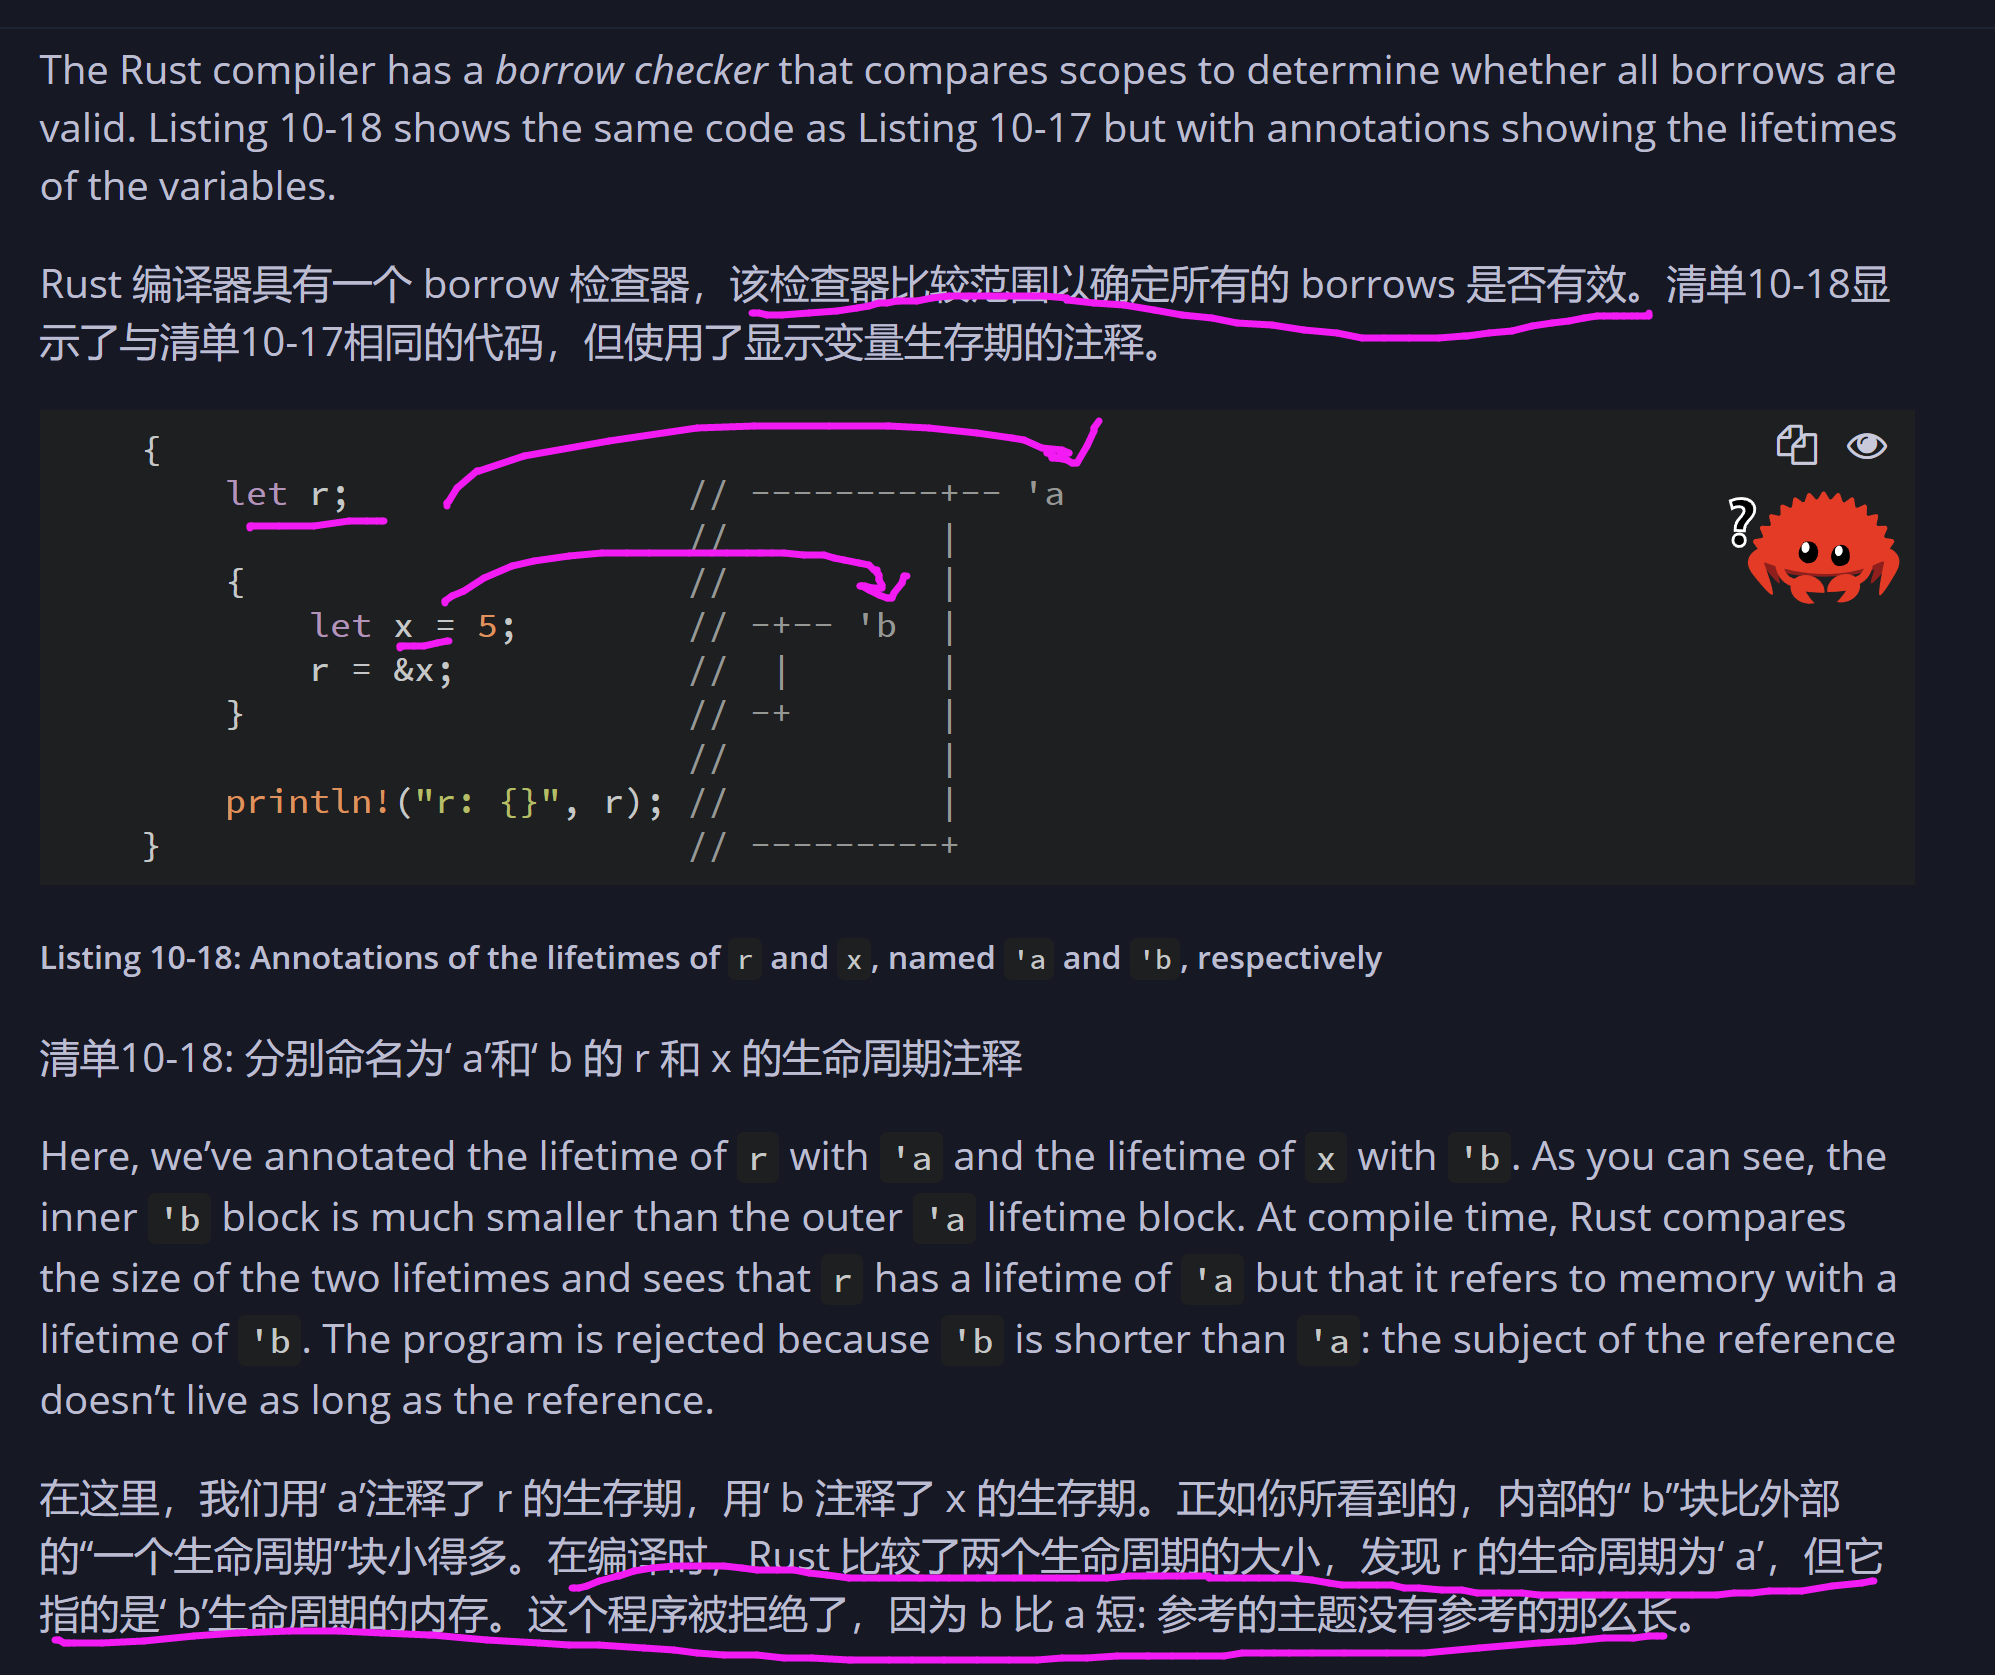 The Rust compiler has a borrow checker that compares scopes to determine whether all borrows are
valid. Listing 10-18 shows the same code as Listing 10-17 but with annotations showing the lifetimes
of the variables.
Rust 编译器具有一个 borrow 检查器，该检查器比较范围以确定所有的 borrows 是否有效。清单10-18显
示了与清单10-17相同的代码，但使用了显示变量生存期的注释。
{
    let r;                // ---------+-- 'a
                          //          |
    {                     //          |
        let x = 5;        // -+-- 'b  |
        r = &x;           //  |       |
    }                     // -+       |
                          //          |
    println!("r: {}", r); //          |
}                         // ---------+
?
Listing 10-18: Annotations of the lifetimes of r and x, named 'a and 'b, respectively
清单10-18: 分别命名为‘ a’和‘ b 的 r 和 x 的生命周期注释
Here, we’ve annotated the lifetime of r with 'a and the lifetime of x with 'b. As you can see, the
inner 'b block is much smaller than the outer 'a lifetime block. At compile time, Rust compares
the size of the two lifetimes and sees that r has a lifetime of 'a but that it refers to memory with a
lifetime of 'b. The program is rejected because 'b is shorter than 'a: the subject of the reference
doesn’t live as long as the reference.
在这里，我们用‘ a’注释了 r 的生存期，用‘ b 注释了 x 的生存期。正如你所看到的，内部的“ b”块比外部
的“一个生命周期”块小得多。在编译时，Rust 比较了两个生命周期的大小，发现 r 的生命周期为‘ a’，但它
指的是‘ b’生命周期的内存。这个程序被拒绝了，因为 b 比 a 短: 参考的主题没有参考的那么长。